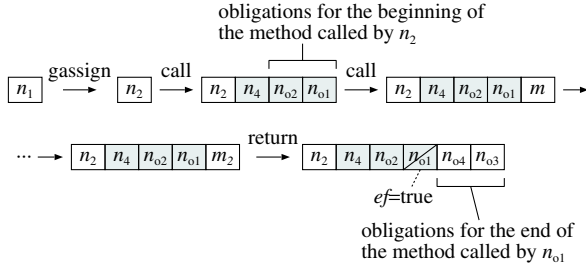 obligations for the beginning of
the method called by n₂
gassign call call
n₁ n₂ n₂ n₄ nₒ₂ nₒ₁ n₂ n₄ nₒ₂ nₒ₁ m
return
... n₂ n₄ nₒ₂ nₒ₁ m₂ n₂ n₄ nₒ₂ nₒ₁ nₒ₄ nₒ₃
ef=true
obligations for the end of
the method called by nₒ₁